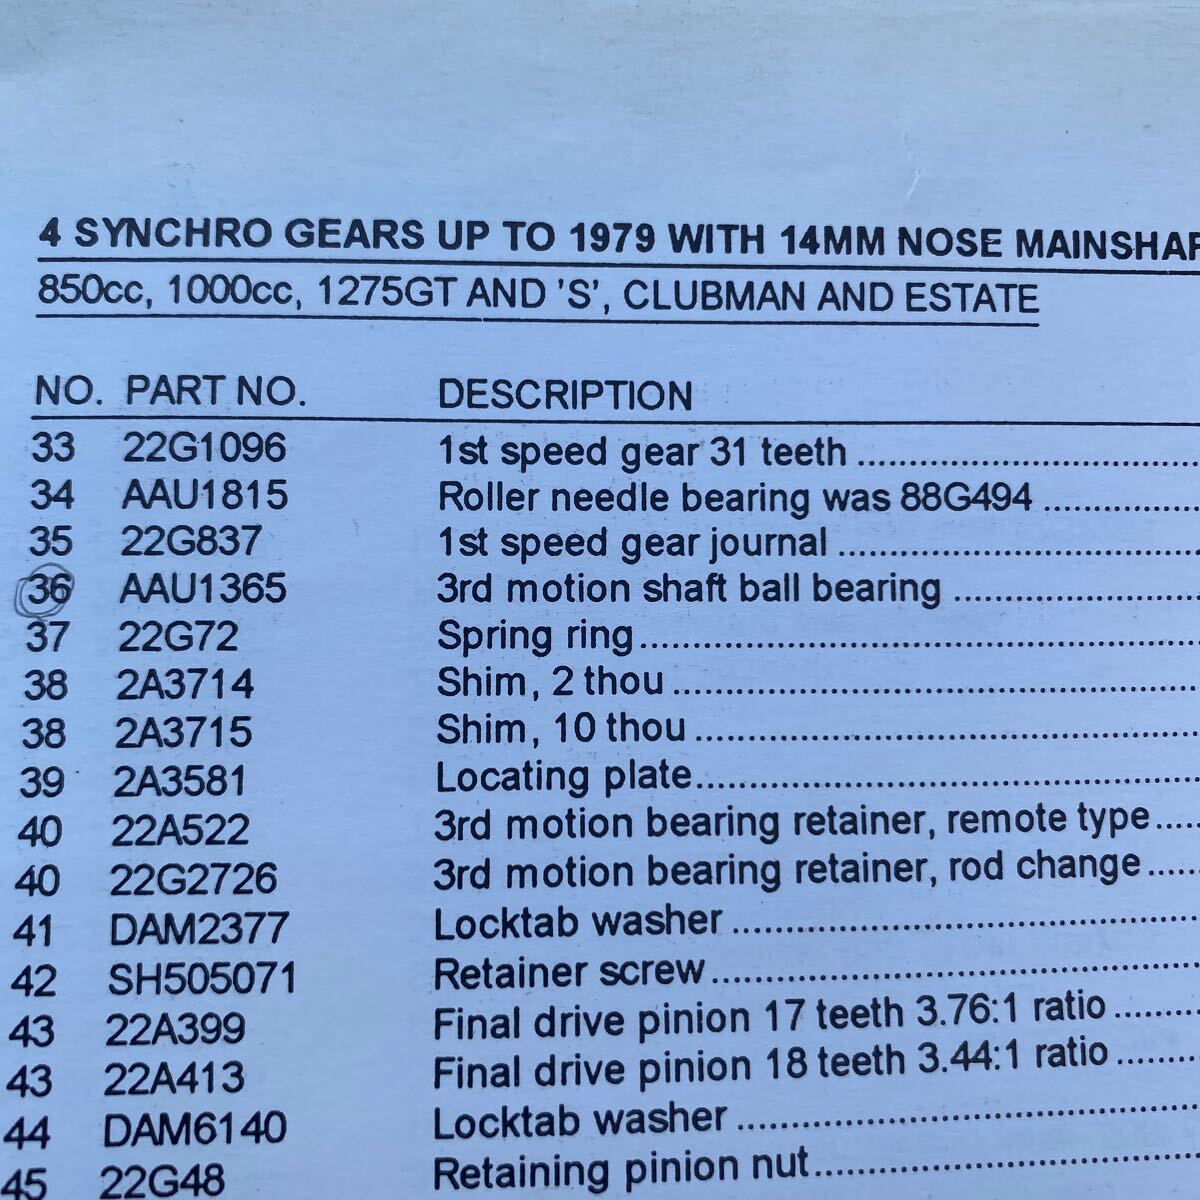 4 SYNCHRO GEARS UP TO 1979 WITH 14MM NOSE
850cc, 1000cc, 1275GT AND 'S', CLUBMAN AND ESTATE
NO. PART NO. DESCRIPTION
33 22G1096 1st speed gear 31 teeth
34 AAU1815 Roller needle bearing was 88G494
35 22G837 1st speed gear journal
36 AAU1365 3rd motion shaft ball bearing
37 22G72 Spring ring
38 2A3714 Shim, 2 thou
38 2A3715 Shim, 10 thou
39 2A3581 Locating plate
40 22A522 3rd motion bearing retainer, remote type
40 22G2726 3rd motion bearing retainer, rod change
41 DAM2377 Locktab washer
42 SH505071 Retainer screw
43 22A399 Final drive pinion 17 teeth 3.76:1 ratio
43 22A413 Final drive pinion 18 teeth 3.44:1 ratio
44 DAM6140 Locktab washer
45 22G48 Retaining pinion nut